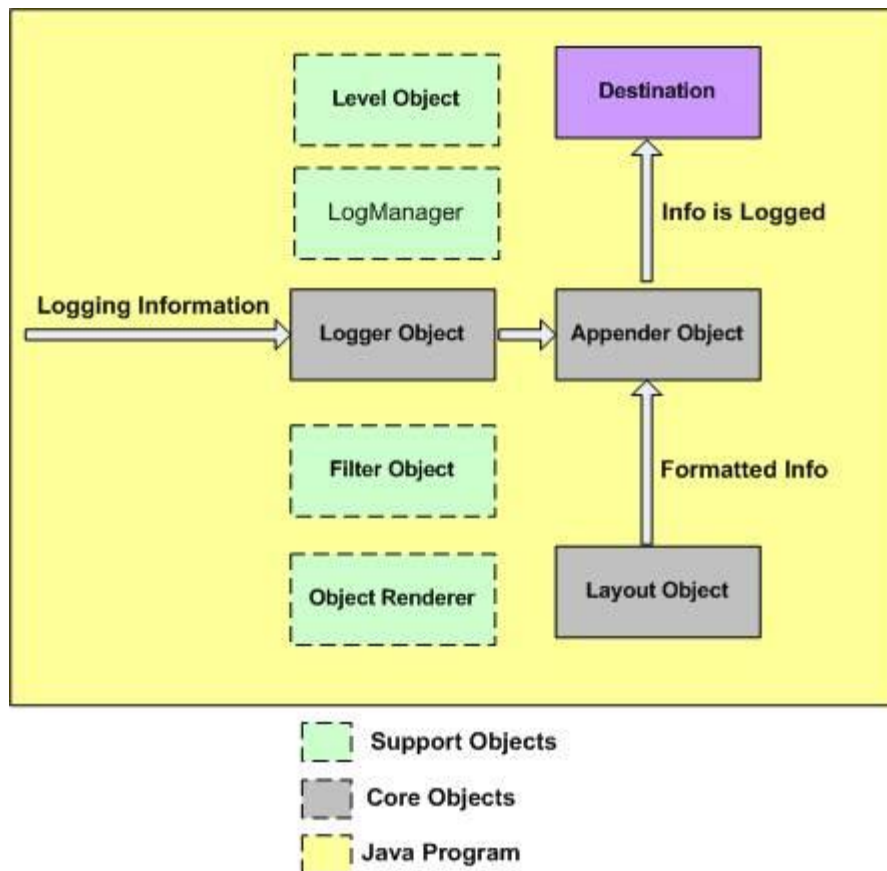 Level Object
Destination
LogManager
Info is Logged
Logging Information
Logger Object
Appender Object
Filter Object
Formatted Info
Object Renderer
Layout Object
Support Objects
Core Objects
Java Program